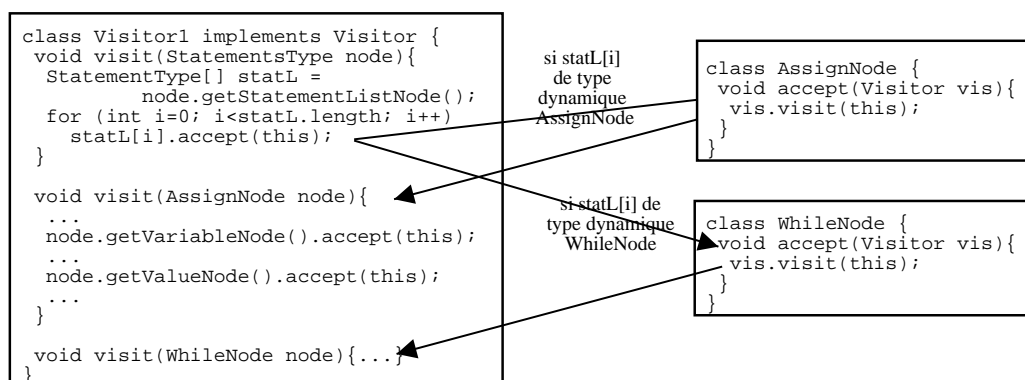 class Visitor1 implements Visitor {
void visit(StatementsType node){
StatementType[] statL =
node.getStatementListNode();
for (int i=0; i<statL.length; i++)
statL[i].accept(this);
}
void visit(AssignNode node){
...
node.getVariableNode().accept(this);
...
node.getValueNode().accept(this);
...
}
void visit(WhileNode node){...}
}
si statL[i]
de type
dynamique
AssignNode
si statL[i] de
type dynamique
WhileNode
class AssignNode {
void accept(Visitor vis){
vis.visit(this);
}
}
class WhileNode {
void accept(Visitor vis){
vis.visit(this);
}
}